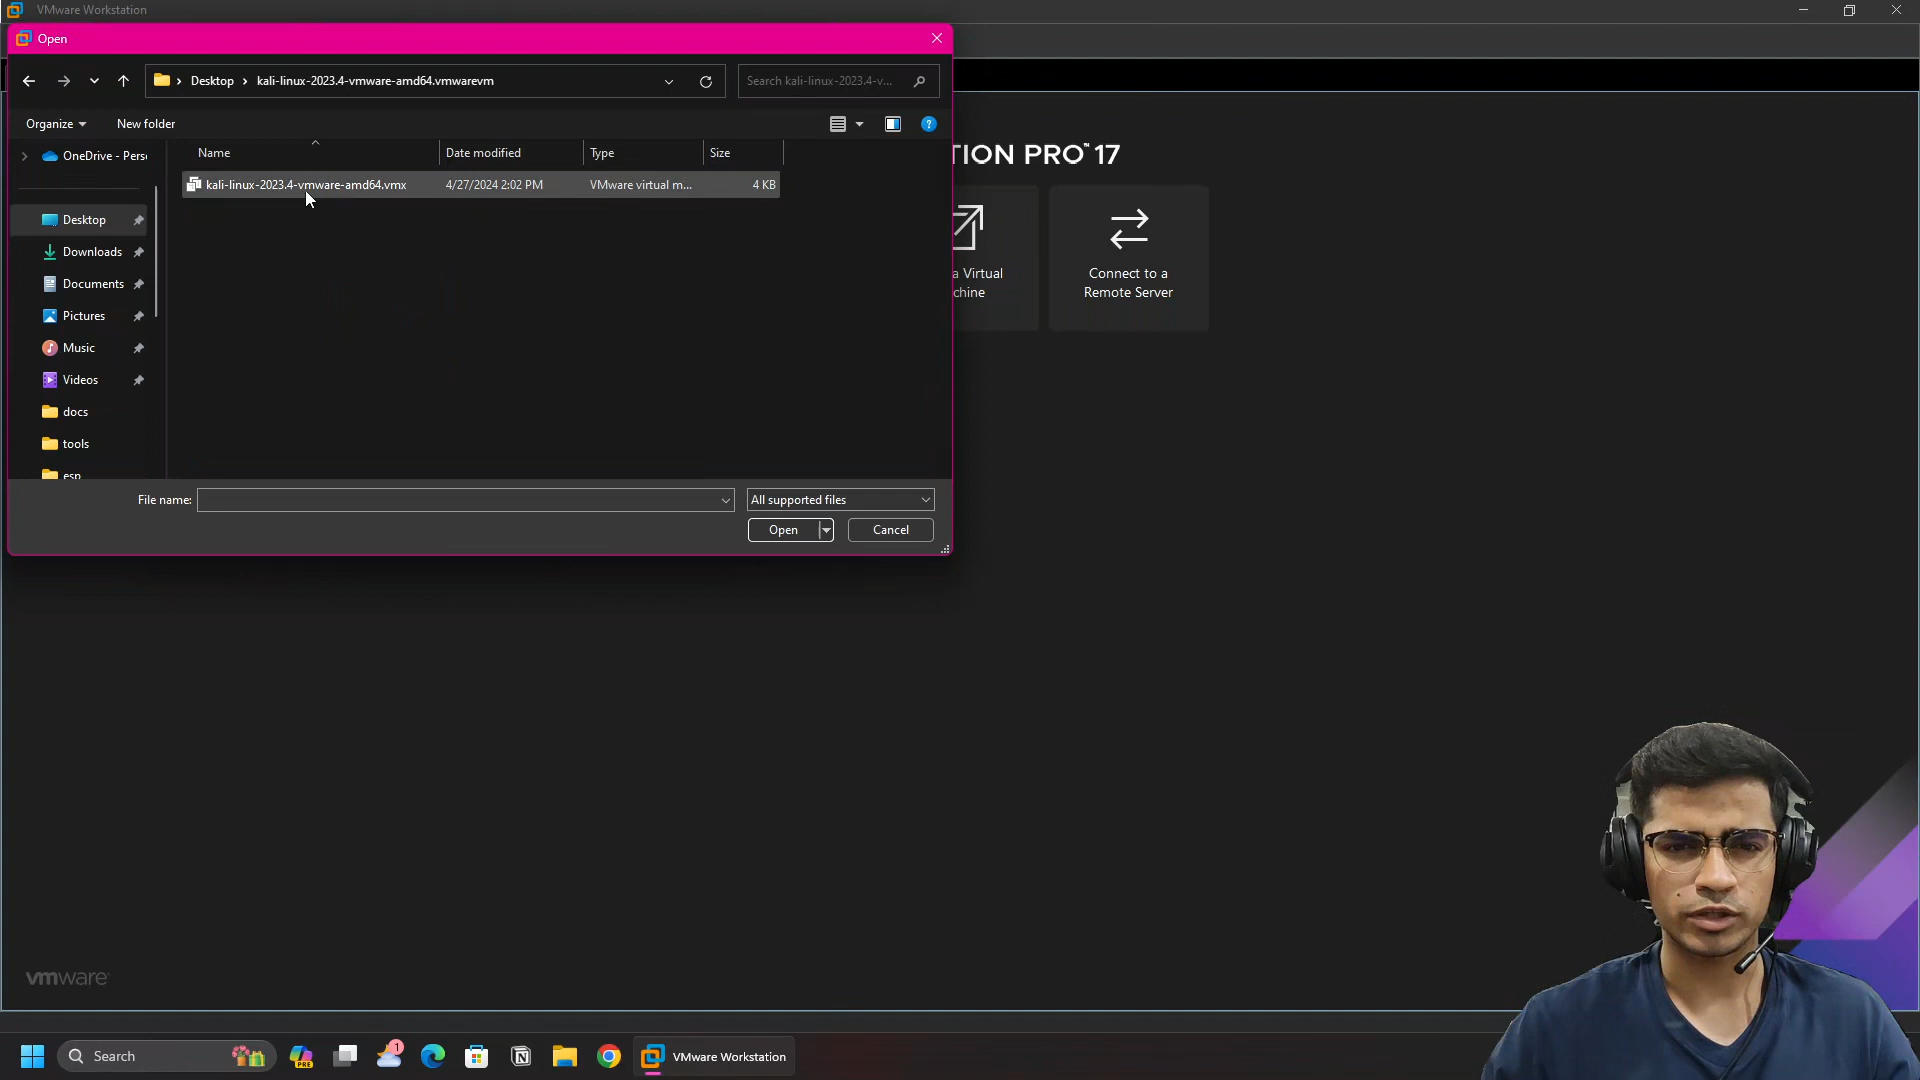 VMware Workstation
Open
Desktop
kali-linux-2023.4-vmware-amd64.vmwarevm
Search kali-linux-2023.4-v...
Organize
New folder
Name
Date modified
Type
Size
OneDrive - Pers
kali-linux-2023.4-vmware-amd64.vmx
4/27/2024 2:02 PM
VMware virtual m...
4 KB
Desktop
Downloads
Documents
Pictures
Music
Videos
docs
tools
esp
File name:
All supported files
Open
Cancel
TION PRO™ 17
a Virtual
chine
Connect to a
Remote Server
vmware
Search
PRE
1
VMware Workstation